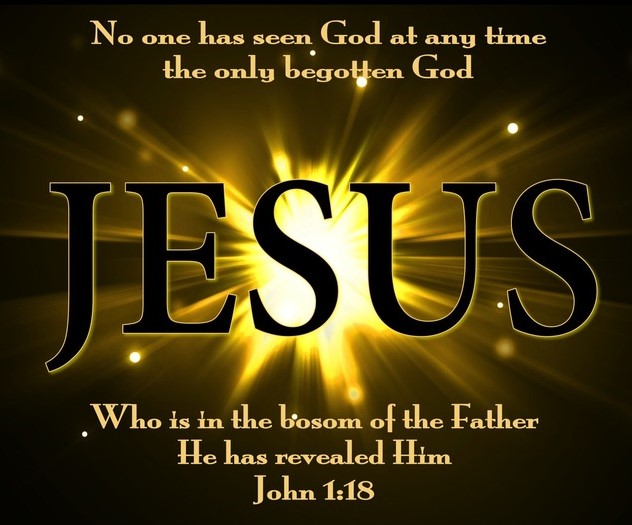 No one has seen God at any time
the only begotten God
JESUS
Who is in the bosom of the Father
He has revealed Him
John 1:18